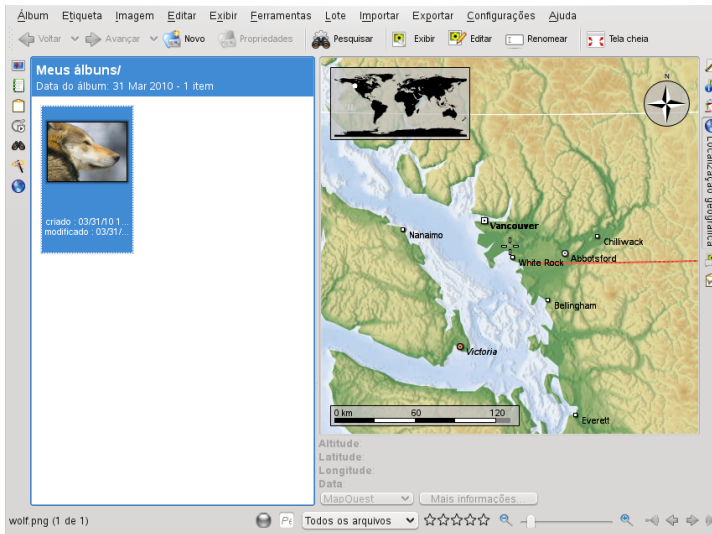 Álbum Etiqueta Imagem Editar Exibir Ferramentas Lote Importar Exportar Configurações Ajuda
Voltar Avançar Novo Propriedades Pesquisar Exibir Editar Renomear Tela cheia
Meus álbuns/
Data do álbum: 31 Mar 2010 - 1 item
criado : 03/31/10 1...
modificado : 03/31/...
N
Vancouver
Nanaimo
Chilliwack
White Rock
Abbotsford
Bellingham
Victoria
0 km 60 120
Everett
Localização geográfica
Altitude:
Latitude:
Longitude:
Data:
MapQuest Mais informações...
wolf.png (1 de 1) Todos os arquivos